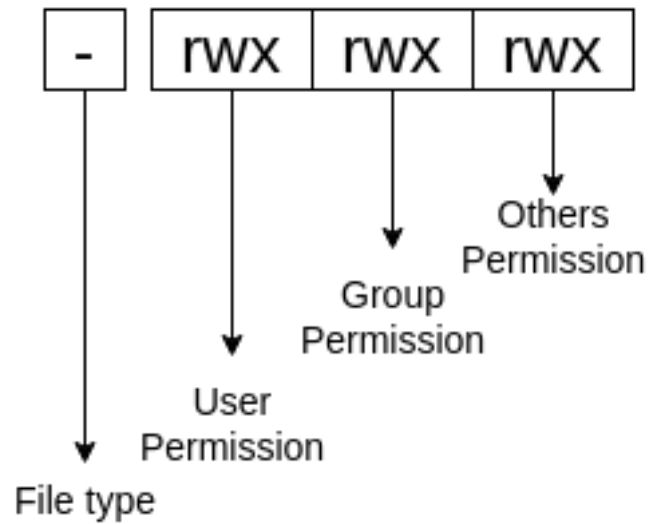 - rwx rwx rwx
Others
Permission
Group
Permission
User
Permission
File type